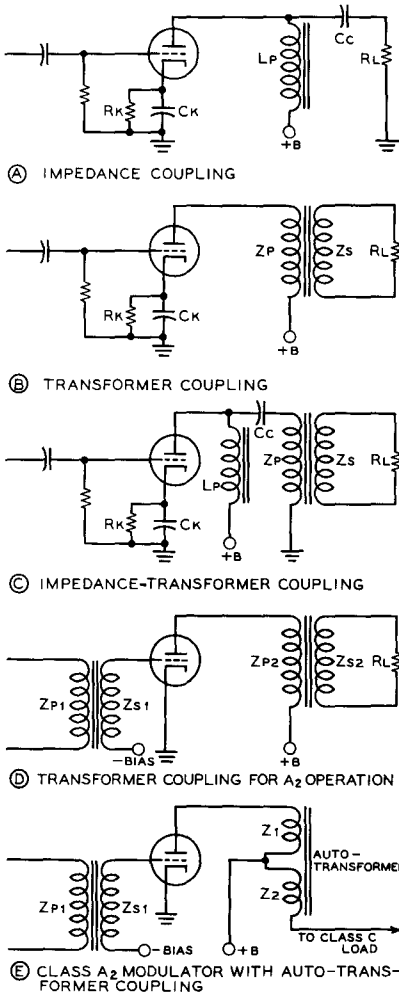 Lp
Cc
RL
RK
CK
+B
Ⓐ IMPEDANCE COUPLING
Zp
Zs
RL
RK
CK
+B
Ⓑ TRANSFORMER COUPLING
Cc
Lp
Zp
Zs
RL
RK
CK
+B
Ⓒ IMPEDANCE-TRANSFORMER COUPLING
ZP2
ZS2
RL
ZP1
ZS1
-BIAS
+B
Ⓓ TRANSFORMER COUPLING FOR A2 OPERATION
Z1
AUTO-
TRANSFORMER
Z2
ZP1
ZS1
-BIAS
+B
TO CLASS C
LOAD
Ⓔ CLASS A2 MODULATOR WITH AUTO-TRANS-
FORMER COUPLING